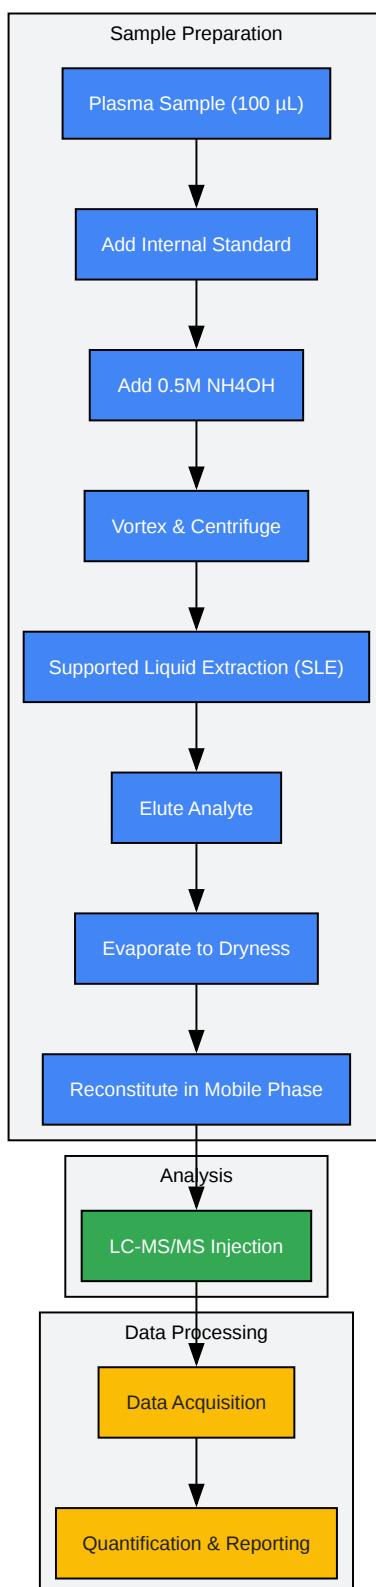 Sample Preparation
Plasma Sample (100 µL)
Add Internal Standard
Add 0.5M NH4OH
Vortex & Centrifuge
Supported Liquid Extraction (SLE)
Elute Analyte
Evaporate to Dryness
Reconstitute in Mobile Phase
Analysis
LC-MS/MS Injection
Data Processing
Data Acquisition
Quantification & Reporting